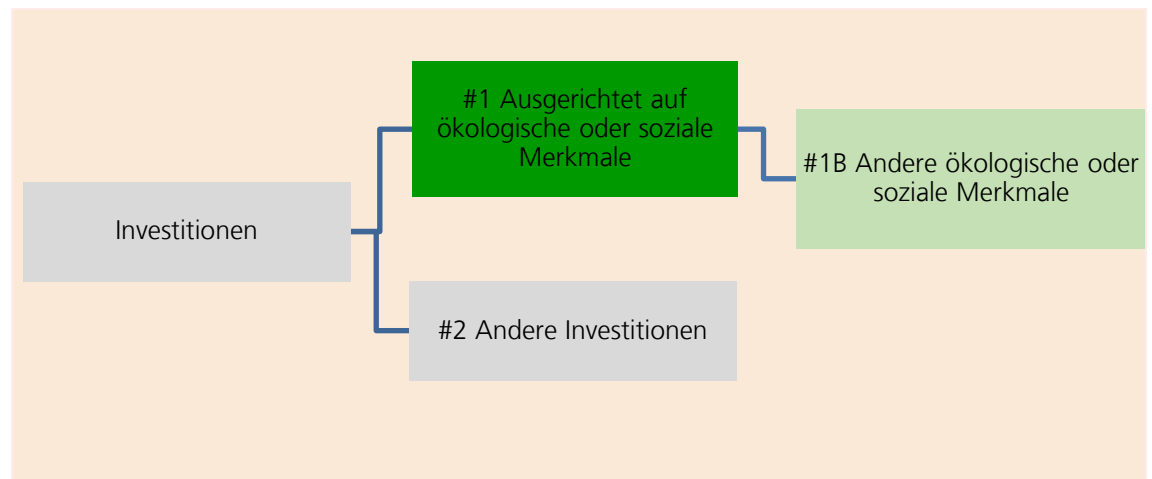 #1 Ausgerichtet auf
ökologische oder soziale
Merkmale
#1B Andere ökologische oder
soziale Merkmale
Investitionen
#2 Andere Investitionen